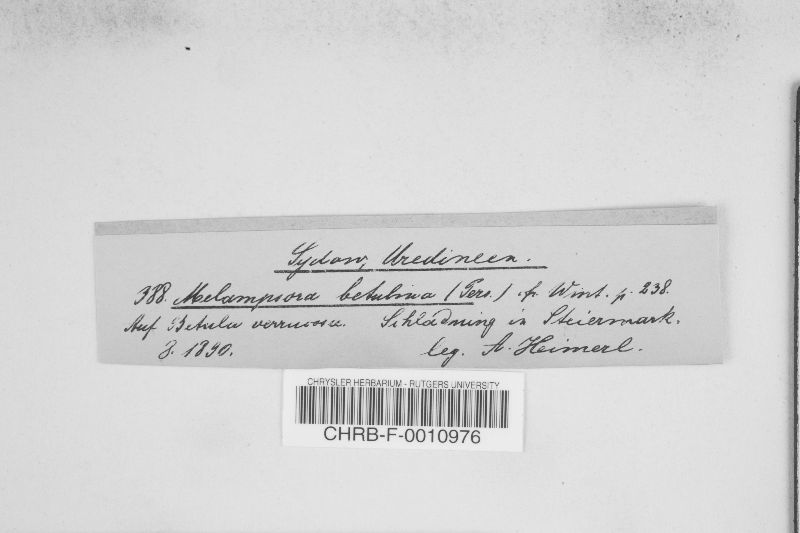 Sydow, Uredineen.
388. Melampsora betulina (Pers.) Wint. p. 238.
Auf Betula verrucosa. Schladming in Steiermark.
8. 1890.
leg. A. Heimerl.
CHRYSLER HERBARIUM - RUTGERS UNIVERSITY
CHRB-F-0010976